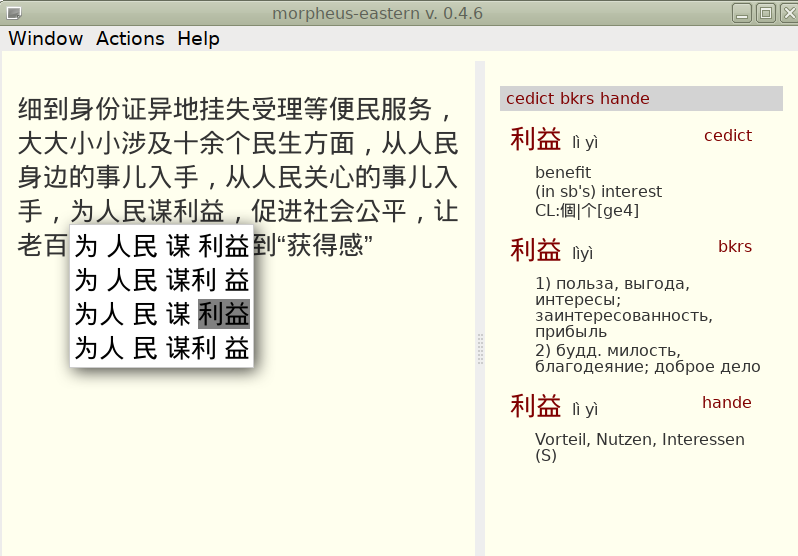 morpheus-eastern v. 0.4.6
Window Actions Help
细到身份证异地挂失受理等便民服务，
大大小小涉及十余个民生方面，从人民
身边的事儿入手，从人民关心的事儿入
手，为人民谋利益，促进社会公平，让
老百
到“获得感”
为 人民 谋 利益
为 人民 谋利 益
为人 民 谋 利益
为人 民 谋利 益
cedict bkrs hande
利益 lì yì cedict
benefit
(in sb's) interest
CL:個|个[ge4]
利益 lìyì bkrs
1) польза, выгода,
интересы;
заинтересованность,
прибыль
2) будд. милость,
благодеяние; доброе дело
利益 lì yì hande
Vorteil, Nutzen, Interessen
(S)